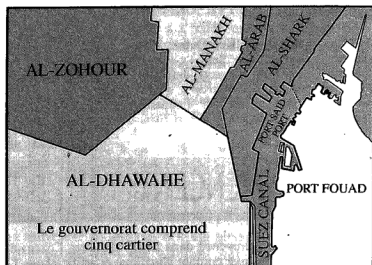 AL-ZOHOUR
AL-MANAKH
AL-ARAB
AL-SHARK
PORT SAID
PORT
AL-DHAWAHE
PORT FOUAD
SUEZ CANAL
Le gouvernorat comprend
cinq cartier